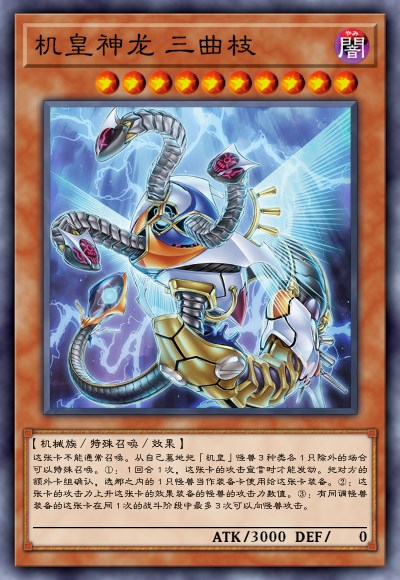 机皇神龙 三曲枝
やみ
闇
【机械族／特殊召唤／效果】
这张卡不能通常召唤。从自己墓地把「机皇」怪兽3种类各1只除外的场合
可以特殊召唤。①：1回合1次，这张卡的攻击宣言时才能发动。把对方的
额外卡组确认，选那之内的1只怪兽当作装备卡使用给这张卡装备。②：这
张卡的攻击力上升这张卡的效果装备的怪兽的攻击力数值。③：有同调怪兽
装备的这张卡在同1次的战斗阶段中最多3次可以向怪兽攻击。
ATK/3000 DEF/ 0